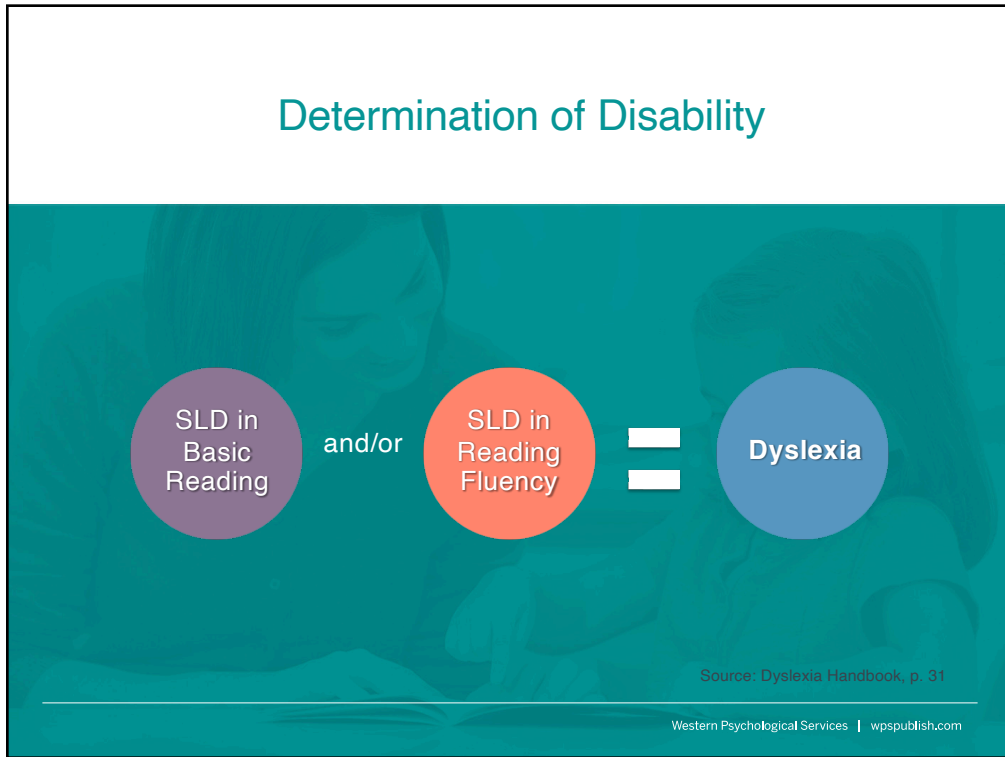 Determination of Disability
SLD in
Basic
Reading
and/or
SLD in
Reading
Fluency
Dyslexia
Source: Dyslexia Handbook, p. 31
Western Psychological Services | wpspublish.com